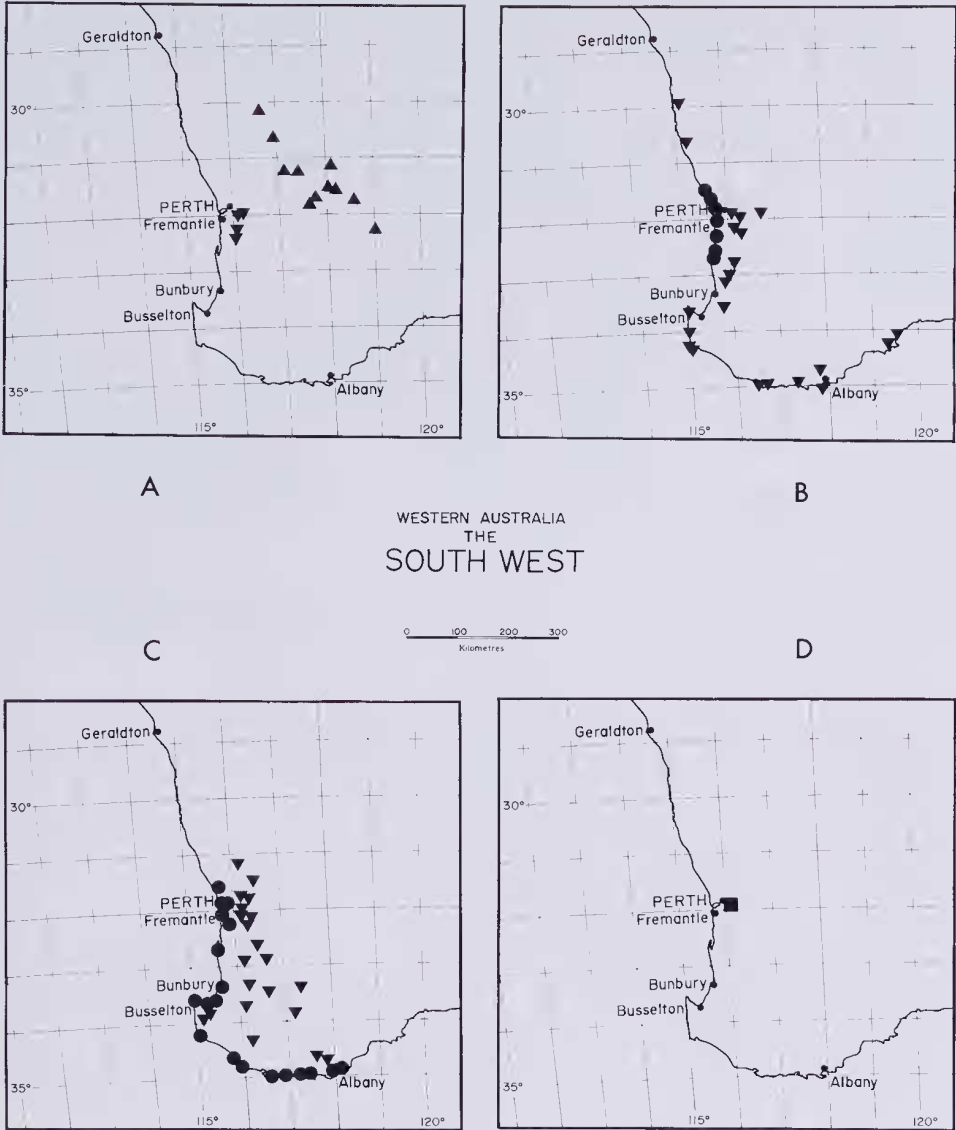 Geraldton
30°
PERTH
Fremantle
Bunbury
Busselton
Albany
35°
115°
120°
Geraldton
30°
PERTH
Fremantle
Bunbury
Busselton
Albany
35°
115°
120°
A
B
WESTERN AUSTRALIA
THE
SOUTH WEST
C
0 100 200 300
Kilometres
D
Geraldton
30°
PERTH
Fremantle
Bunbury
Busselton
Albany
35°
115°
120°
Geraldton
30°
PERTH
Fremantle
Bunbury
Busselton
Albany
35°
115°
120°